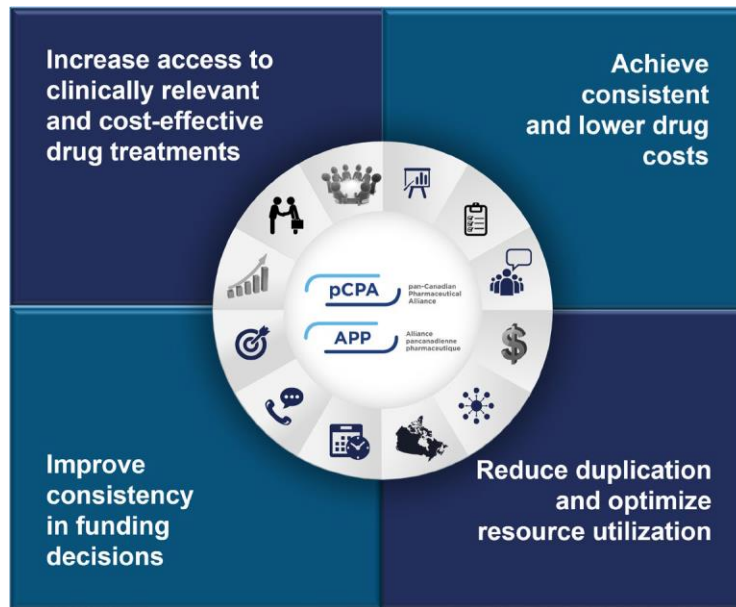 Increase access to
clinically relevant
and cost-effective
drug treatments
Achieve
consistent
and lower drug
costs
pCPA
pan-Canadian
Pharmaceutical
Alliance
APP
Alliance
pancanadienne
pharmaceutique
$
Improve
consistency
in funding
decisions
Reduce duplication
and optimize
resource utilization